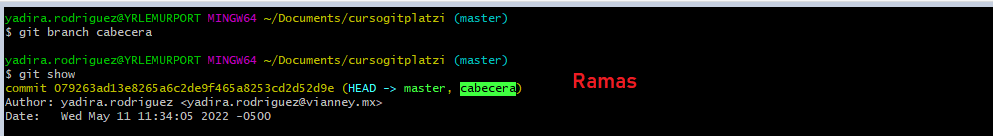 yadira.rodriguez@YRLEMURPORT MINGW64 ~/Documents/cursogitplatzi (master)
$ git branch cabecera
yadira.rodriguez@YRLEMURPORT MINGW64 ~/Documents/cursogitplatzi (master)
$ git show
commit 079263ad13e8265a6c2de9f465a8253cd2d52d9e (HEAD -> master, cabecera)
Ramas
Author: yadira.rodriguez <yadira.rodriguez@vianney.mx>
Date:   Wed May 11 11:34:05 2022 -0500